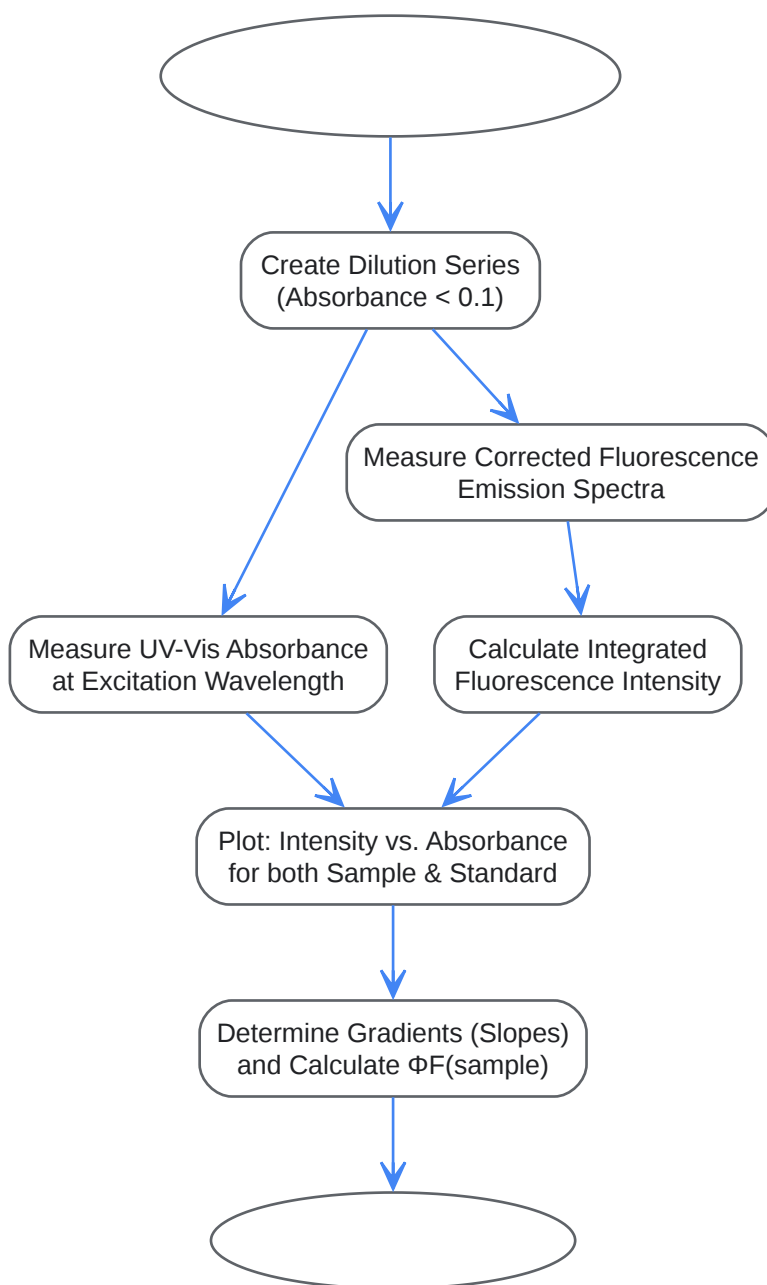 Create Dilution Series
(Absorbance < 0.1)
Measure Corrected Fluorescence
Emission Spectra
Measure UV-Vis Absorbance
at Excitation Wavelength
Calculate Integrated
Fluorescence Intensity
Plot: Intensity vs. Absorbance
for both Sample & Standard
Determine Gradients (Slopes)
and Calculate ΦF(sample)